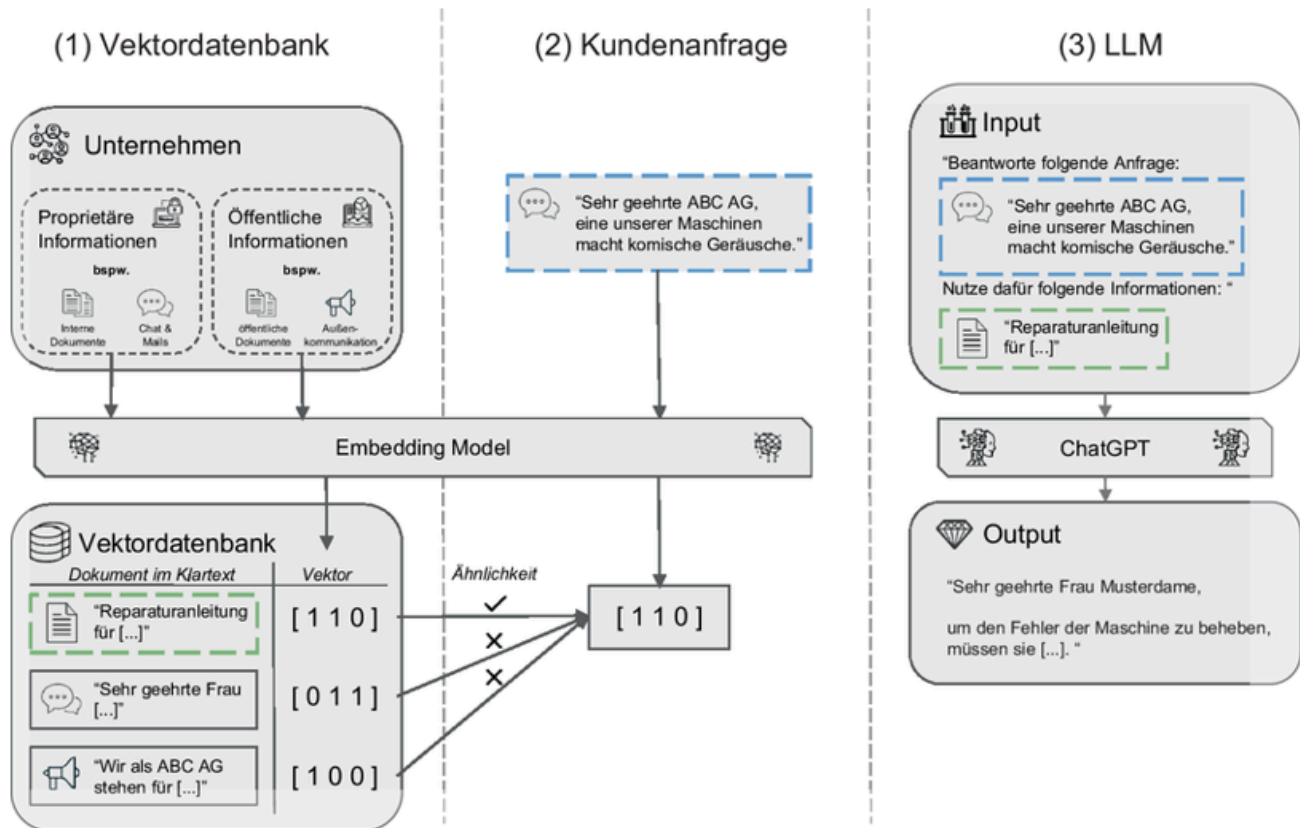 (1) Vektordatenbank
(2) Kundenanfrage
(3) LLM
Unternehmen
Proprietäre
Informationen
bspw.
Interne
Dokumente
Chat &
Mails
Öffentliche
Informationen
bspw.
öffentliche
Dokumente
Außen-
kommunikation
"Sehr geehrte ABC AG,
eine unserer Maschinen
macht komische Geräusche."
Embedding Model
Vektordatenbank
Dokument im Klartext
Vektor
"Reparaturanleitung
für [...]"
[ 1 1 0 ]
"Sehr geehrte Frau
[...]"
[ 0 1 1 ]
"Wir als ABC AG
stehen für [...]"
[ 1 0 0 ]
Ähnlichkeit
[ 1 1 0 ]
Input
"Beantworte folgende Anfrage:
"Sehr geehrte ABC AG,
eine unserer Maschinen
macht komische Geräusche."
Nutze dafür folgende Informationen: "
"Reparaturanleitung
für [...]"
ChatGPT
Output
"Sehr geehrte Frau Musterdame,
um den Fehler der Maschine zu beheben,
müssen sie [...]. "